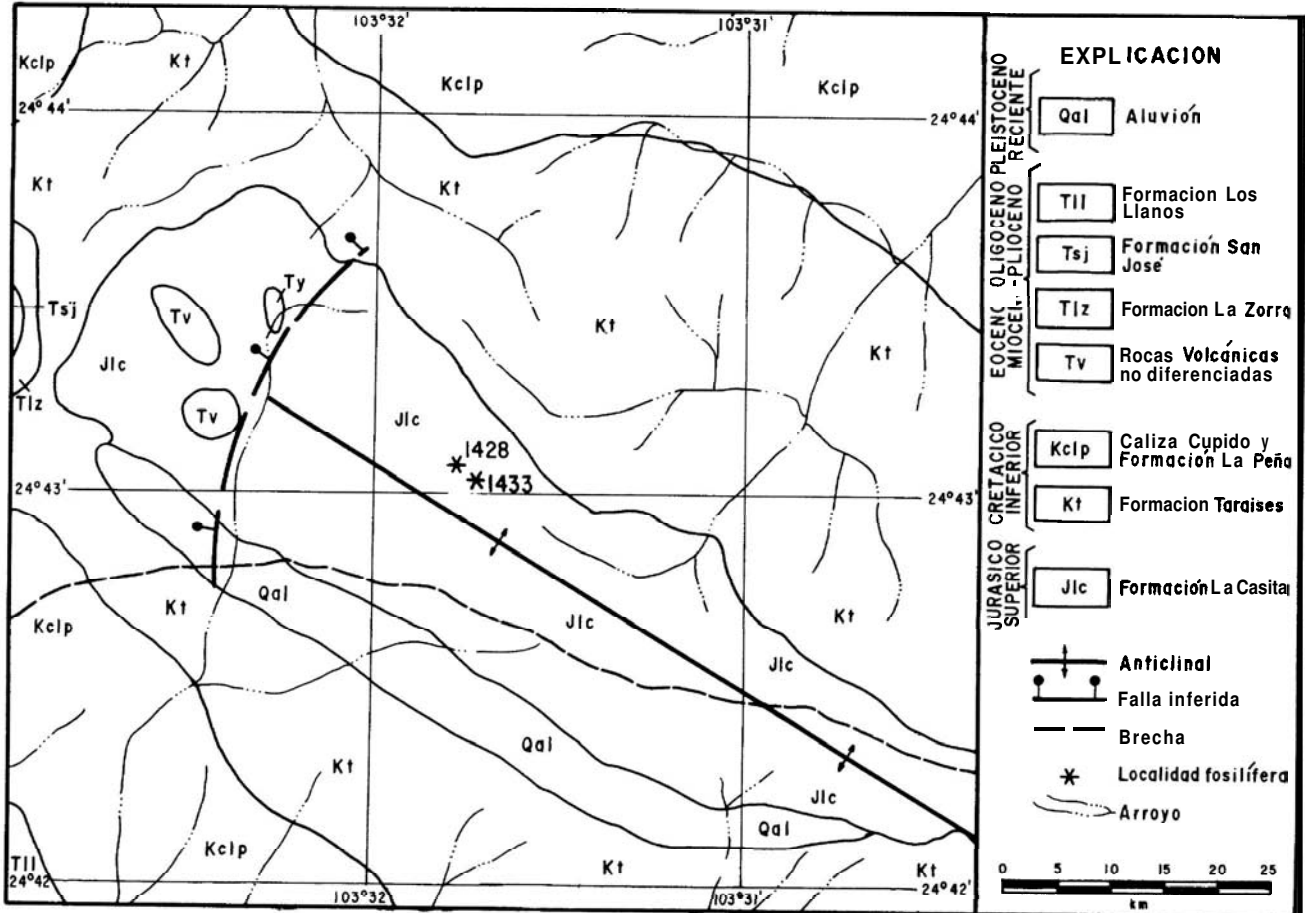 103°32'
103°31'
Kclp
Kt
Kclp
Kclp
24°44'
24°44'
Kt
Kt
Ty
Tsj
Tv
Kt
Kt
Jlc
Tlz
Tv
Jlc
1428
1433
24°43'
24°43'
Qal
Kt
Jlc
Kt
Kclp
Jlc
Qal
Kt
Jlc
Qal
Kclp
Kt
Kt
Tll
24°42'
24°42'
103°32'
103°31'
EXPLICACION
PLEISTOCENO
RECIENTE
Qal Aluvión
EOCENO OLIGOCENO
MIOCEN -PLIOCENO
Tll Formacion Los
Llanos
Tsj Formación San
José
Tlz Formacion La Zorra
Tv Rocas Volcánicas
no diferenciadas
CRETACICO
INFERIOR
Kclp Caliza Cupido y
Formación La Peña
Kt Formacion Taraises
JURASICO
SUPERIOR
Jlc Formación La Casita
Anticlinal
Falla inferida
Brecha
Localidad fosilífera
Arroyo
0 5 10 15 20 25
km